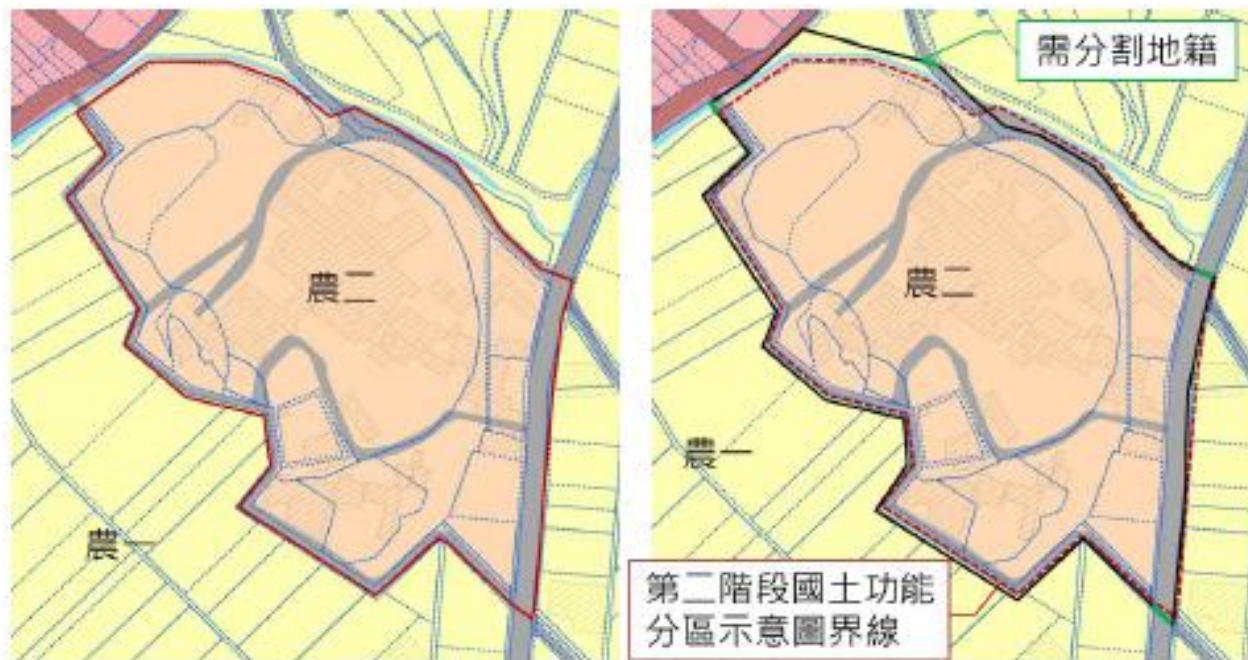 農二
農一
需分割地籍
農二
農一
第二階段國土功能
分區示意圖界線